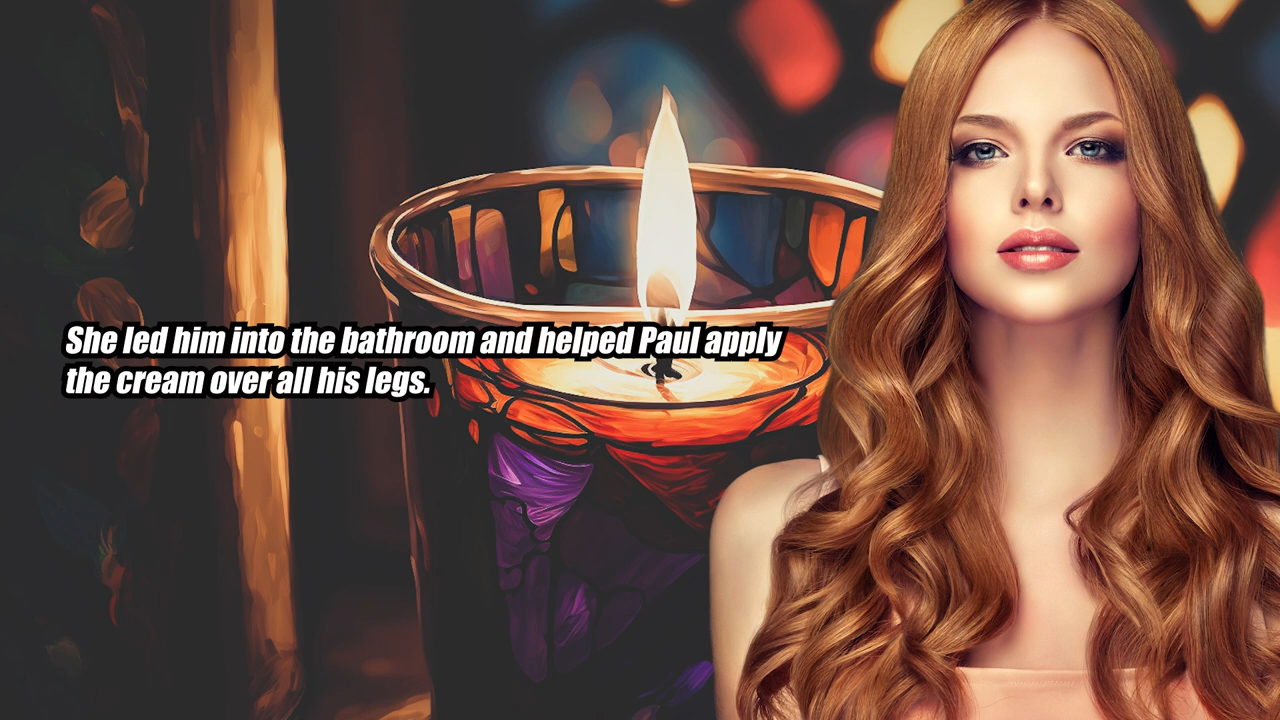 She led him into the bathroom and helped Paul apply
the cream over all his legs.